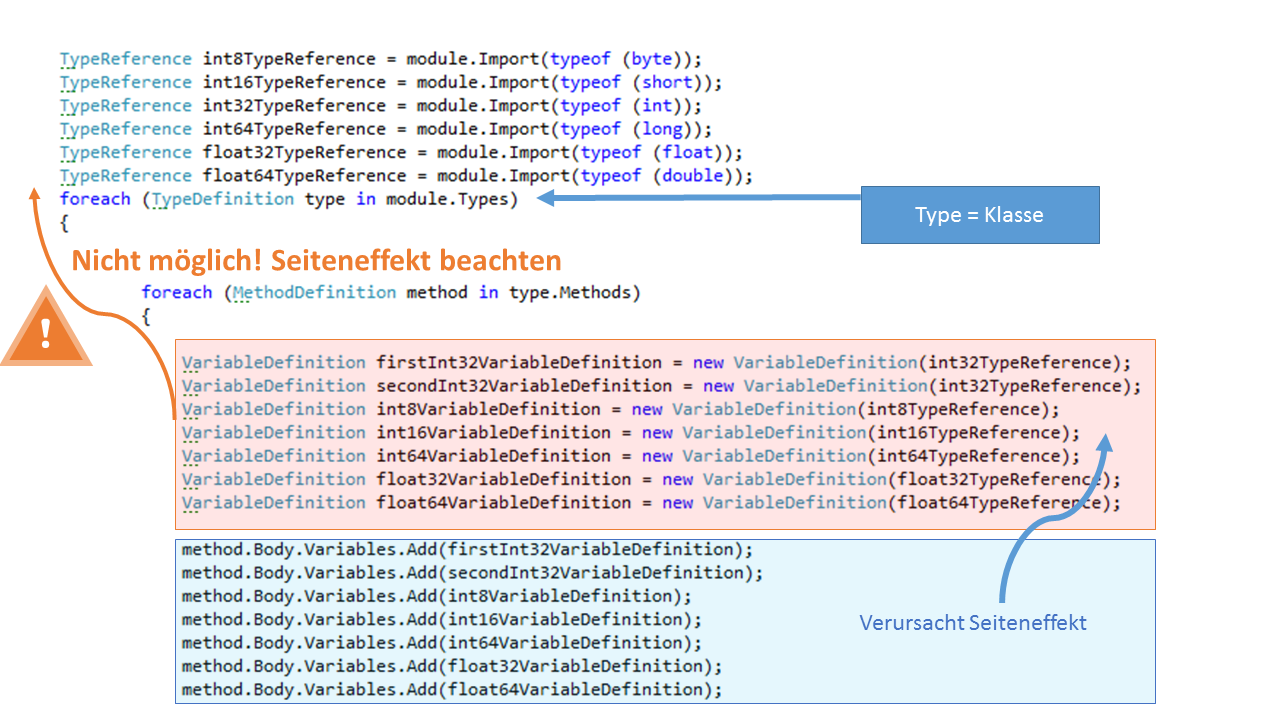 TypeReference int8TypeReference = module.Import(typeof (byte));
TypeReference int16TypeReference = module.Import(typeof (short));
TypeReference int32TypeReference = module.Import(typeof (int));
TypeReference int64TypeReference = module.Import(typeof (long));
TypeReference float32TypeReference = module.Import(typeof (float));
TypeReference float64TypeReference = module.Import(typeof (double));
foreach (TypeDefinition type in module.Types)
Type = Klasse
{
Nicht möglich! Seiteneffekt beachten
foreach (MethodDefinition method in type.Methods)
{
!
VariableDefinition firstInt32VariableDefinition = new VariableDefinition(int32TypeReference);
VariableDefinition secondInt32VariableDefinition = new VariableDefinition(int32TypeReference);
VariableDefinition int8VariableDefinition = new VariableDefinition(int8TypeReference);
VariableDefinition int16VariableDefinition = new VariableDefinition(int16TypeReference);
VariableDefinition int64VariableDefinition = new VariableDefinition(int64TypeReference);
VariableDefinition float32VariableDefinition = new VariableDefinition(float32TypeReference);
VariableDefinition float64VariableDefinition = new VariableDefinition(float64TypeReference);
method.Body.Variables.Add(firstInt32VariableDefinition);
method.Body.Variables.Add(secondInt32VariableDefinition);
method.Body.Variables.Add(int8VariableDefinition);
method.Body.Variables.Add(int16VariableDefinition);
method.Body.Variables.Add(int64VariableDefinition);
method.Body.Variables.Add(float32VariableDefinition);
method.Body.Variables.Add(float64VariableDefinition);
Verursacht Seiteneffekt